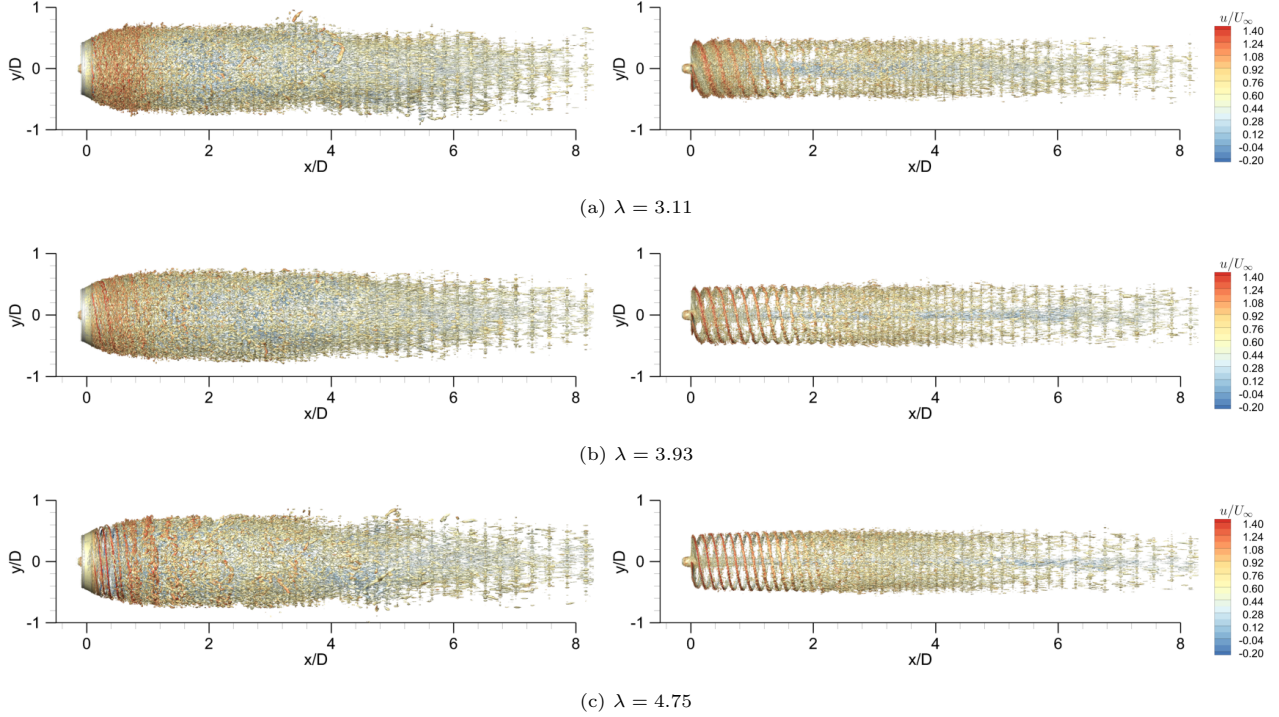 1
0
-1
y/D
0 2 4 6 8
x/D
1
0
-1
y/D
0 2 4 6 8
x/D
u/U∞
1.40
1.24
1.08
0.92
0.76
0.60
0.44
0.28
0.12
-0.04
-0.20
(a) λ = 3.11
1
0
-1
y/D
0 2 4 6 8
x/D
1
0
-1
y/D
0 2 4 6 8
x/D
u/U∞
1.40
1.24
1.08
0.92
0.76
0.60
0.44
0.28
0.12
-0.04
-0.20
(b) λ = 3.93
1
0
-1
y/D
0 2 4 6 8
x/D
1
0
-1
y/D
0 2 4 6 8
x/D
u/U∞
1.40
1.24
1.08
0.92
0.76
0.60
0.44
0.28
0.12
-0.04
-0.20
(c) λ = 4.75